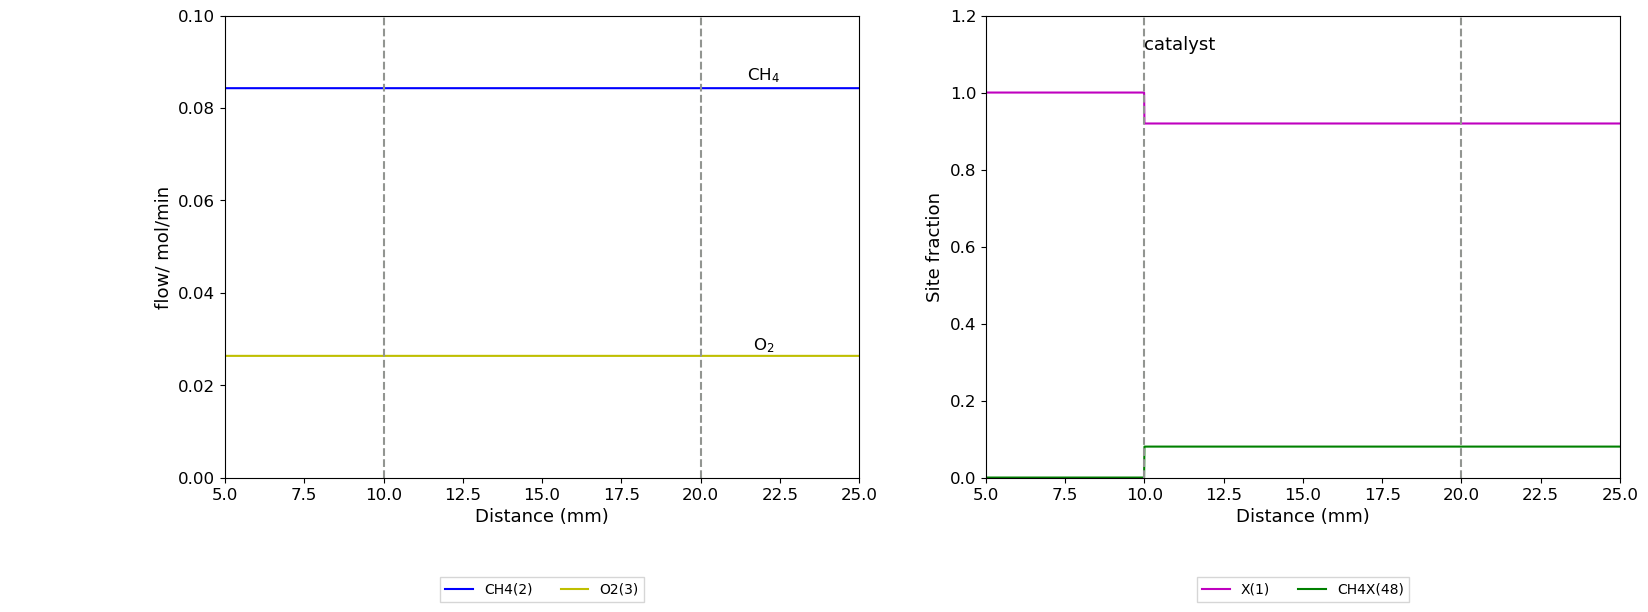 0.10
0.08
0.06
0.04
0.02
0.00
flow/ mol/min
CH₄
O₂
5.0 7.5 10.0 12.5 15.0 17.5 20.0 22.5 25.0
Distance (mm)
CH4(2) O2(3)
1.2
1.0
0.8
0.6
0.4
0.2
0.0
Site fraction
catalyst
5.0 7.5 10.0 12.5 15.0 17.5 20.0 22.5 25.0
Distance (mm)
X(1) CH4X(48)